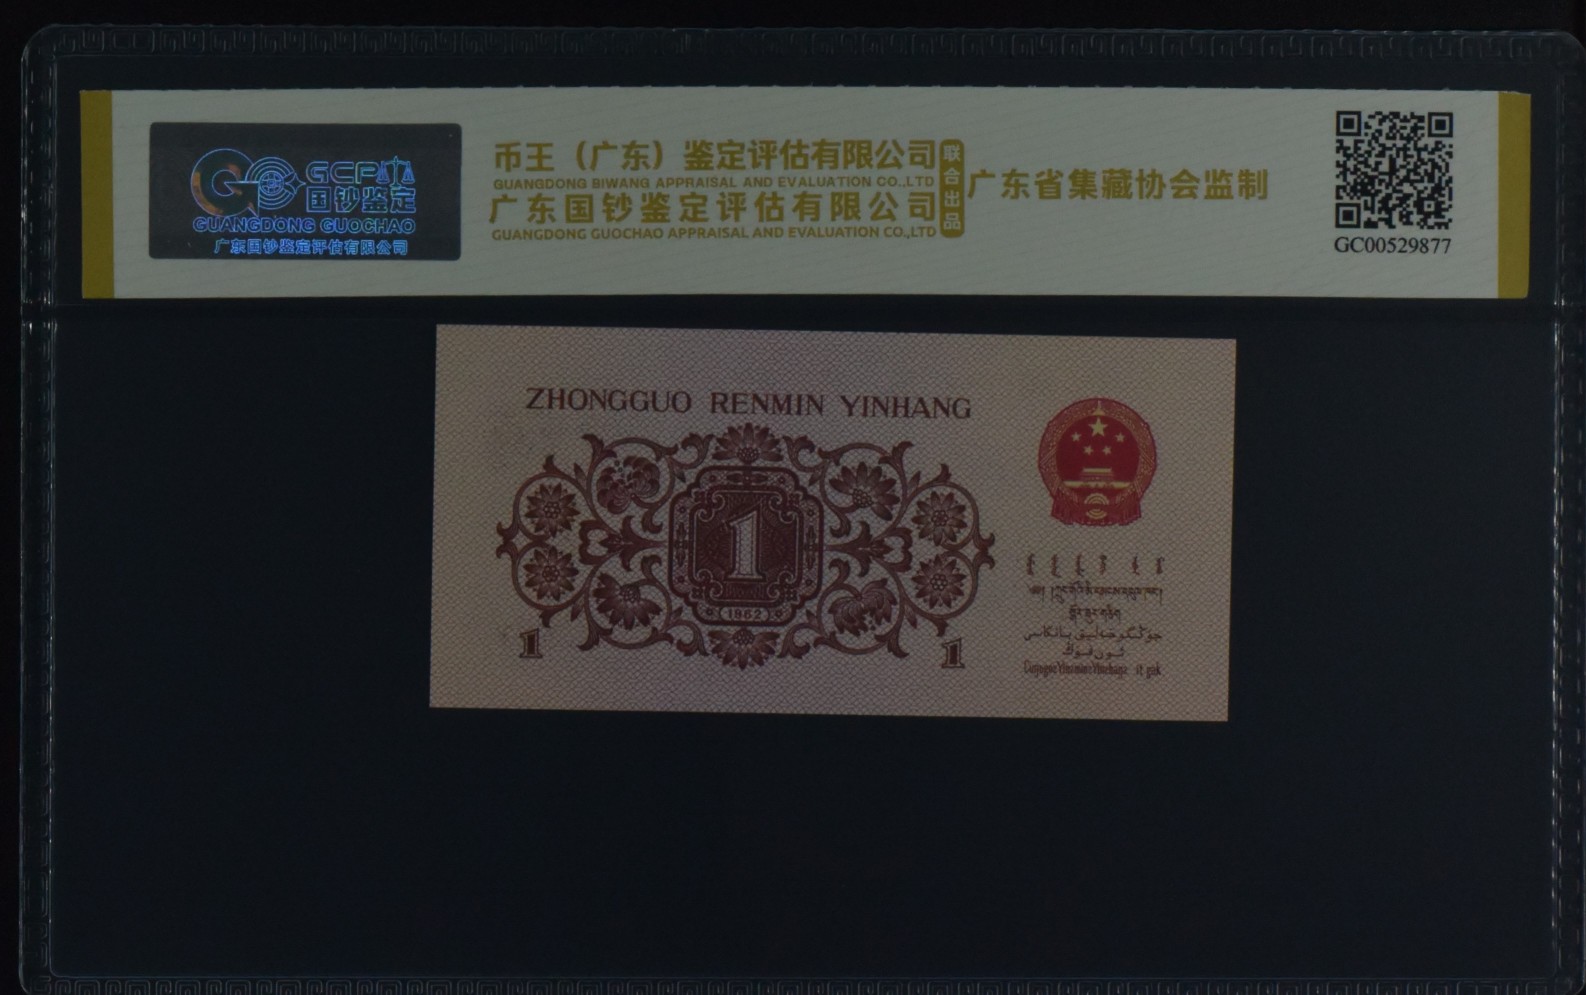 GCP
国钞鉴定
GUANGDONG GUOCHAO
广东国钞鉴定评估有限公司
币王（广东）鉴定评估有限公司
GUANGDONG BIWANG APPRAISAL AND EVALUATION CO.,LTD
广东国钞鉴定评估有限公司
GUANGDONG GUOCHAO APPRAISAL AND EVALUATION CO.,LTD
联合出品
广东省集藏协会监制
GC00529877
ZHONGGUO RENMIN YINHANG
1
(1962)
1
1